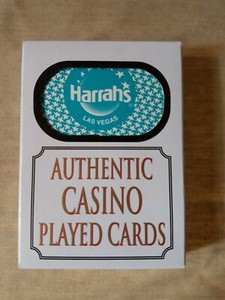 Harrah's
LAS VEGAS
AUTHENTIC
CASINO
PLAYED CARDS